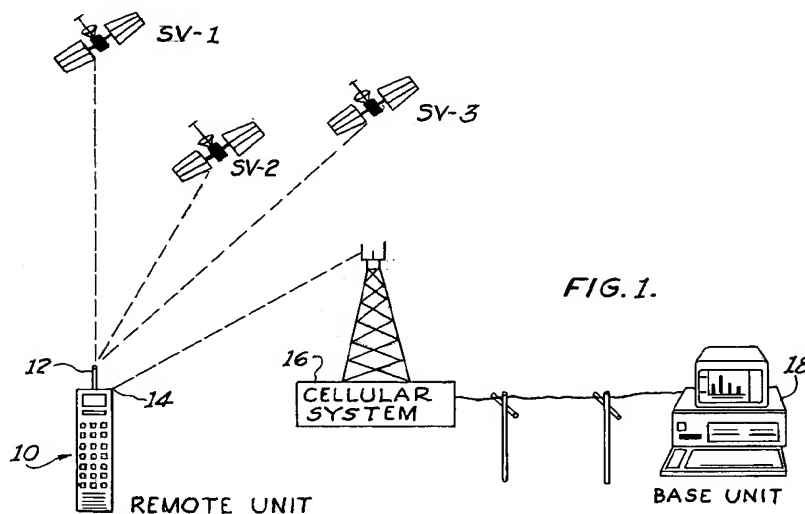 SV-1
SV-2
SV-3
FIG. 1.
12
14
16
CELLULAR
SYSTEM
18
10
REMOTE UNIT
BASE UNIT